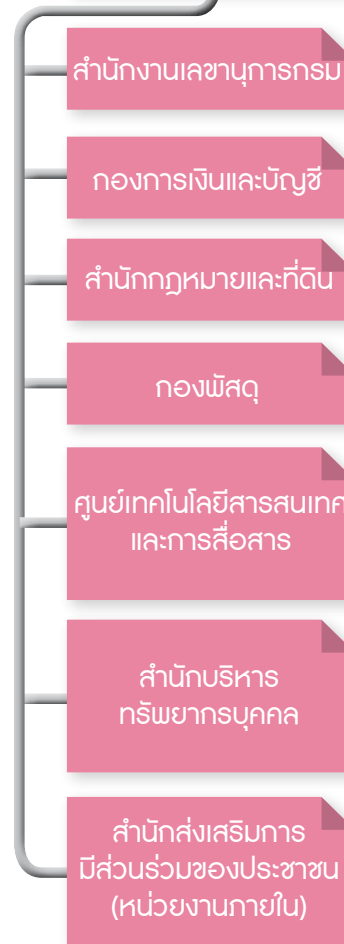 สำนักงานเลขานุการกรม
กองการเงินและบัญชี
สำนักกฎหมายและที่ดิน
กองพัสดุ
ศูนย์เทคโนโลยีสารสนเทศ
และการสื่อสาร
สำนักบริหาร
ทรัพยากรบุคคล
สำนักส่งเสริมการ
มีส่วนร่วมของประชาชน
(หน่วยงานภายใน)